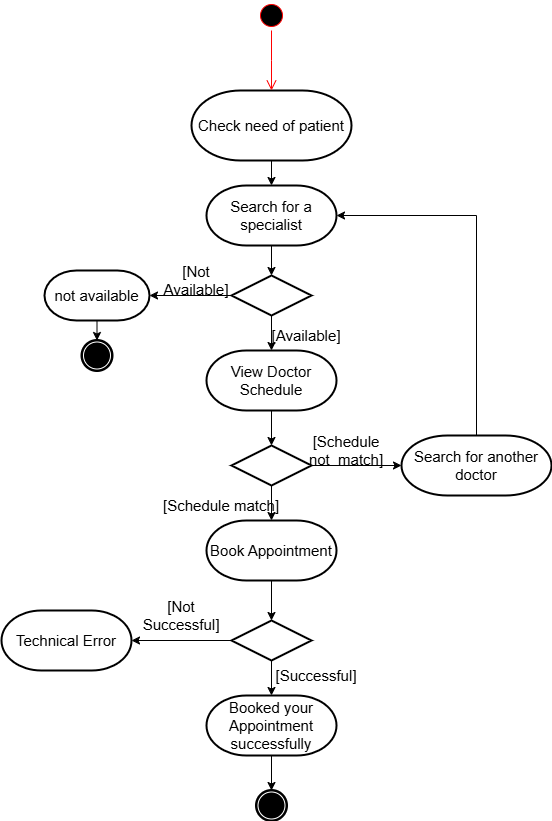 Check need of patient
Search for a
specialist
[Not
Available]
not available
[Available]
View Doctor
Schedule
[Schedule
not match]
Search for another
doctor
[Schedule match]
Book Appointment
[Not
Successful]
Technical Error
[Successful]
Booked your
Appointment
successfully